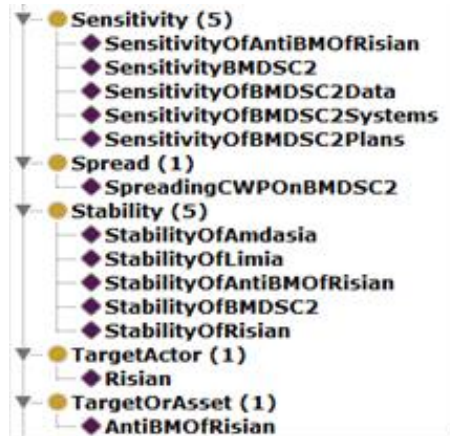 Sensitivity (5)
SensitivityOfAntiBMOfRisian
SensitivityBMDSC2
SensitivityOfBMDSC2Data
SensitivityOfBMDSC2Systems
SensitivityOfBMDSC2Plans
Spread (1)
SpreadingCWPOnBMDSC2
Stability (5)
StabilityOfAmdasia
StabilityOfLimia
StabilityOfAntiBMOfRisian
StabilityOfBMDSC2
StabilityOfRisian
TargetActor (1)
Risian
TargetOrAsset (1)
AntiBMOfRisian